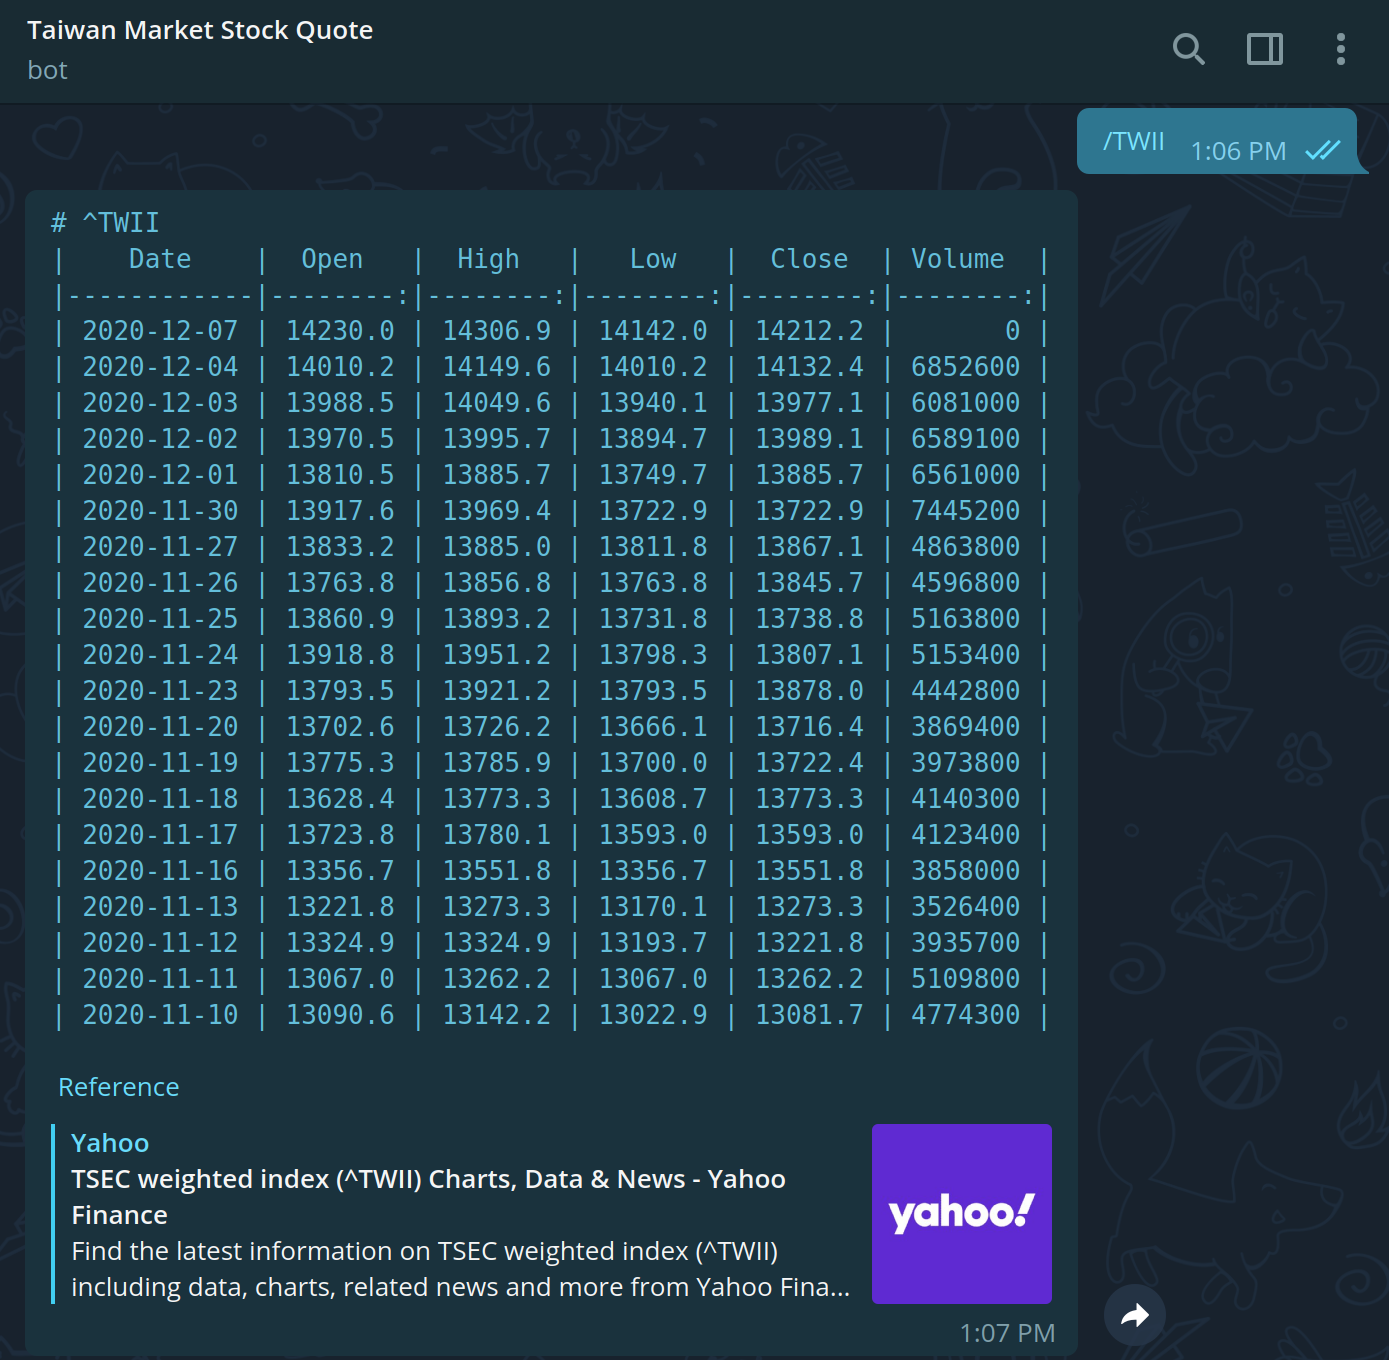 Taiwan Market Stock Quote
bot
/TWII 1:06 PM
# ^TWII
|    Date    |  Open   |  High   |   Low   |  Close  | Volume  |
|------------|--------:|--------:|--------:|--------:|--------:|
| 2020-12-07 | 14230.0 | 14306.9 | 14142.0 | 14212.2 |       0 |
| 2020-12-04 | 14010.2 | 14149.6 | 14010.2 | 14132.4 | 6852600 |
| 2020-12-03 | 13988.5 | 14049.6 | 13940.1 | 13977.1 | 6081000 |
| 2020-12-02 | 13970.5 | 13995.7 | 13894.7 | 13989.1 | 6589100 |
| 2020-12-01 | 13810.5 | 13885.7 | 13749.7 | 13885.7 | 6561000 |
| 2020-11-30 | 13917.6 | 13969.4 | 13722.9 | 13722.9 | 7445200 |
| 2020-11-27 | 13833.2 | 13885.0 | 13811.8 | 13867.1 | 4863800 |
| 2020-11-26 | 13763.8 | 13856.8 | 13763.8 | 13845.7 | 4596800 |
| 2020-11-25 | 13860.9 | 13893.2 | 13731.8 | 13738.8 | 5163800 |
| 2020-11-24 | 13918.8 | 13951.2 | 13798.3 | 13807.1 | 5153400 |
| 2020-11-23 | 13793.5 | 13921.2 | 13793.5 | 13878.0 | 4442800 |
| 2020-11-20 | 13702.6 | 13726.2 | 13666.1 | 13716.4 | 3869400 |
| 2020-11-19 | 13775.3 | 13785.9 | 13700.0 | 13722.4 | 3973800 |
| 2020-11-18 | 13628.4 | 13773.3 | 13608.7 | 13773.3 | 4140300 |
| 2020-11-17 | 13723.8 | 13780.1 | 13593.0 | 13593.0 | 4123400 |
| 2020-11-16 | 13356.7 | 13551.8 | 13356.7 | 13551.8 | 3858000 |
| 2020-11-13 | 13221.8 | 13273.3 | 13170.1 | 13273.3 | 3526400 |
| 2020-11-12 | 13324.9 | 13324.9 | 13193.7 | 13221.8 | 3935700 |
| 2020-11-11 | 13067.0 | 13262.2 | 13067.0 | 13262.2 | 5109800 |
| 2020-11-10 | 13090.6 | 13142.2 | 13022.9 | 13081.7 | 4774300 |
Reference
Yahoo
TSEC weighted index (^TWII) Charts, Data & News - Yahoo
Finance
Find the latest information on TSEC weighted index (^TWII)
including data, charts, related news and more from Yahoo Fina...
yahoo!
1:07 PM